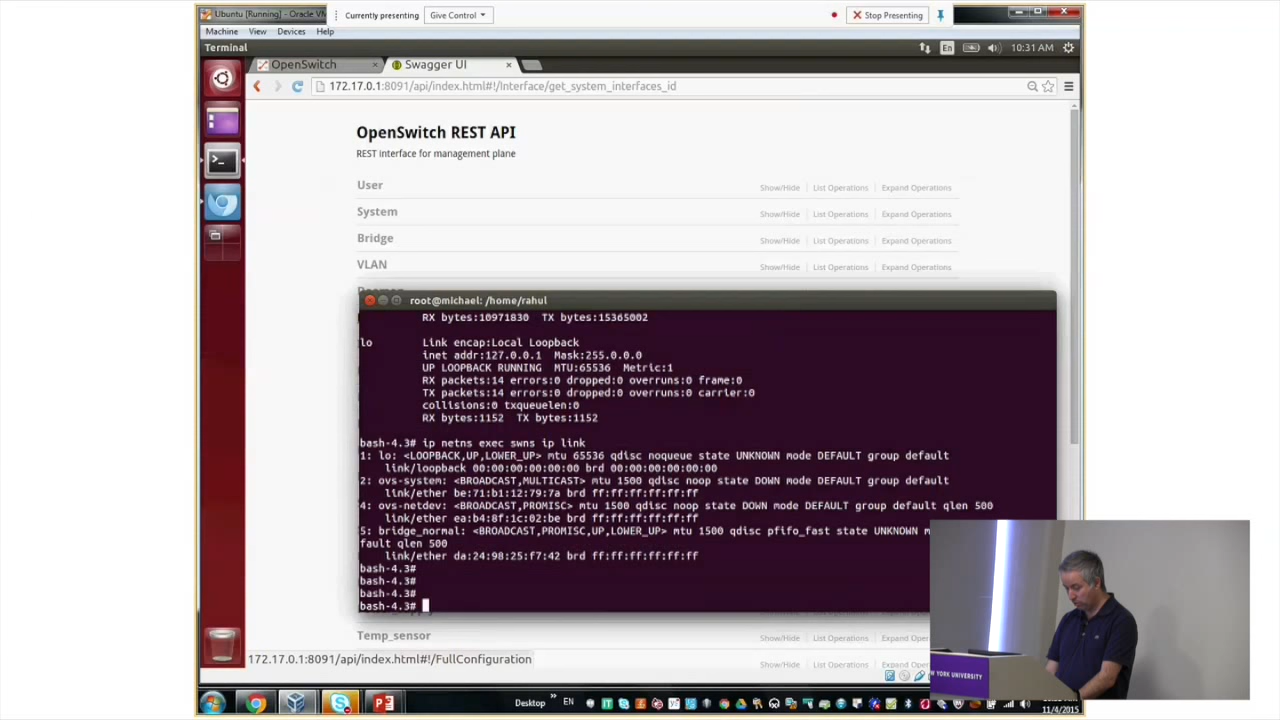 Ubuntu [Running] - Oracle VM
Currently presenting
Give Control
Stop Presenting
Machine View Devices Help
Terminal
En
10:31 AM
OpenSwitch
Swagger UI
172.17.0.1:8091/api/index.html#!/Interface/get_system_interfaces_id
OpenSwitch REST API
REST interface for management plane
User
Show/Hide List Operations Expand Operations
System
Show/Hide List Operations Expand Operations
Bridge
Show/Hide List Operations Expand Operations
VLAN
Show/Hide List Operations Expand Operations
root@michael: /home/rahul
RX bytes:10971830 TX bytes:15365002
lo Link encap:Local Loopback
inet addr:127.0.0.1 Mask:255.0.0.0
UP LOOPBACK RUNNING MTU:65536 Metric:1
RX packets:14 errors:0 dropped:0 overruns:0 frame:0
TX packets:14 errors:0 dropped:0 overruns:0 carrier:0
collisions:0 txqueuelen:0
RX bytes:1152 TX bytes:1152
bash-4.3# ip netns exec swns ip link
1: lo: <LOOPBACK,UP,LOWER_UP> mtu 65536 qdisc noqueue state UNKNOWN mode DEFAULT group default
link/loopback 00:00:00:00:00:00 brd 00:00:00:00:00:00
2: ovs-system: <BROADCAST,MULTICAST> mtu 1500 qdisc noop state DOWN mode DEFAULT group default
link/ether be:71:b1:12:79:7a brd ff:ff:ff:ff:ff:ff
4: ovs-netdev: <BROADCAST,PROMISC> mtu 1500 qdisc noop state DOWN mode DEFAULT group default qlen 500
link/ether ea:b4:8f:1c:02:be brd ff:ff:ff:ff:ff:ff
5: bridge_normal: <BROADCAST,PROMISC,UP,LOWER_UP> mtu 1500 qdisc pfifo_fast state UNKNOWN m
fault qlen 500
link/ether da:24:98:25:f7:42 brd ff:ff:ff:ff:ff:ff
bash-4.3#
bash-4.3#
bash-4.3#
bash-4.3#
Temp_sensor
Show/Hide List Operations Expand Operations
172.17.0.1:8091/api/index.html#!/FullConfiguration
Show/Hide List Operations Expand Operations
YORK UNIVERSITY
Desktop
EN
11/4/2015